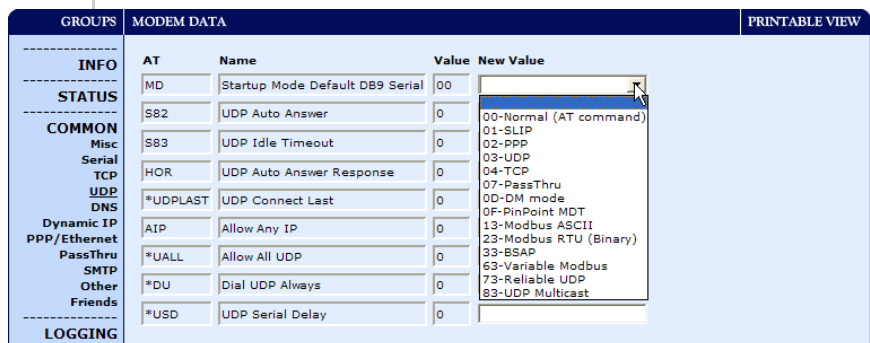 GROUPS MODEM DATA PRINTABLE VIEW
INFO
STATUS
COMMON
Misc
Serial
TCP
UDP
DNS
Dynamic IP
PPP/Ethernet
PassThru
SMTP
Other
Friends
LOGGING
AT Name Value New Value
MD Startup Mode Default DB9 Serial 00
S82 UDP Auto Answer 0
S83 UDP Idle Timeout 0
HOR UDP Auto Answer Response 0
*UDPLAST UDP Connect Last 0
AIP Allow Any IP 0
*UALL Allow All UDP 0
*DU Dial UDP Always 0
*USD UDP Serial Delay 0
00-Normal (AT command)
01-SLIP
02-PPP
03-UDP
04-TCP
07-PassThru
0D-DM mode
0F-PinPoint MDT
13-Modbus ASCII
23-Modbus RTU (Binary)
33-BSAP
63-Variable Modbus
73-Reliable UDP
83-UDP Multicast